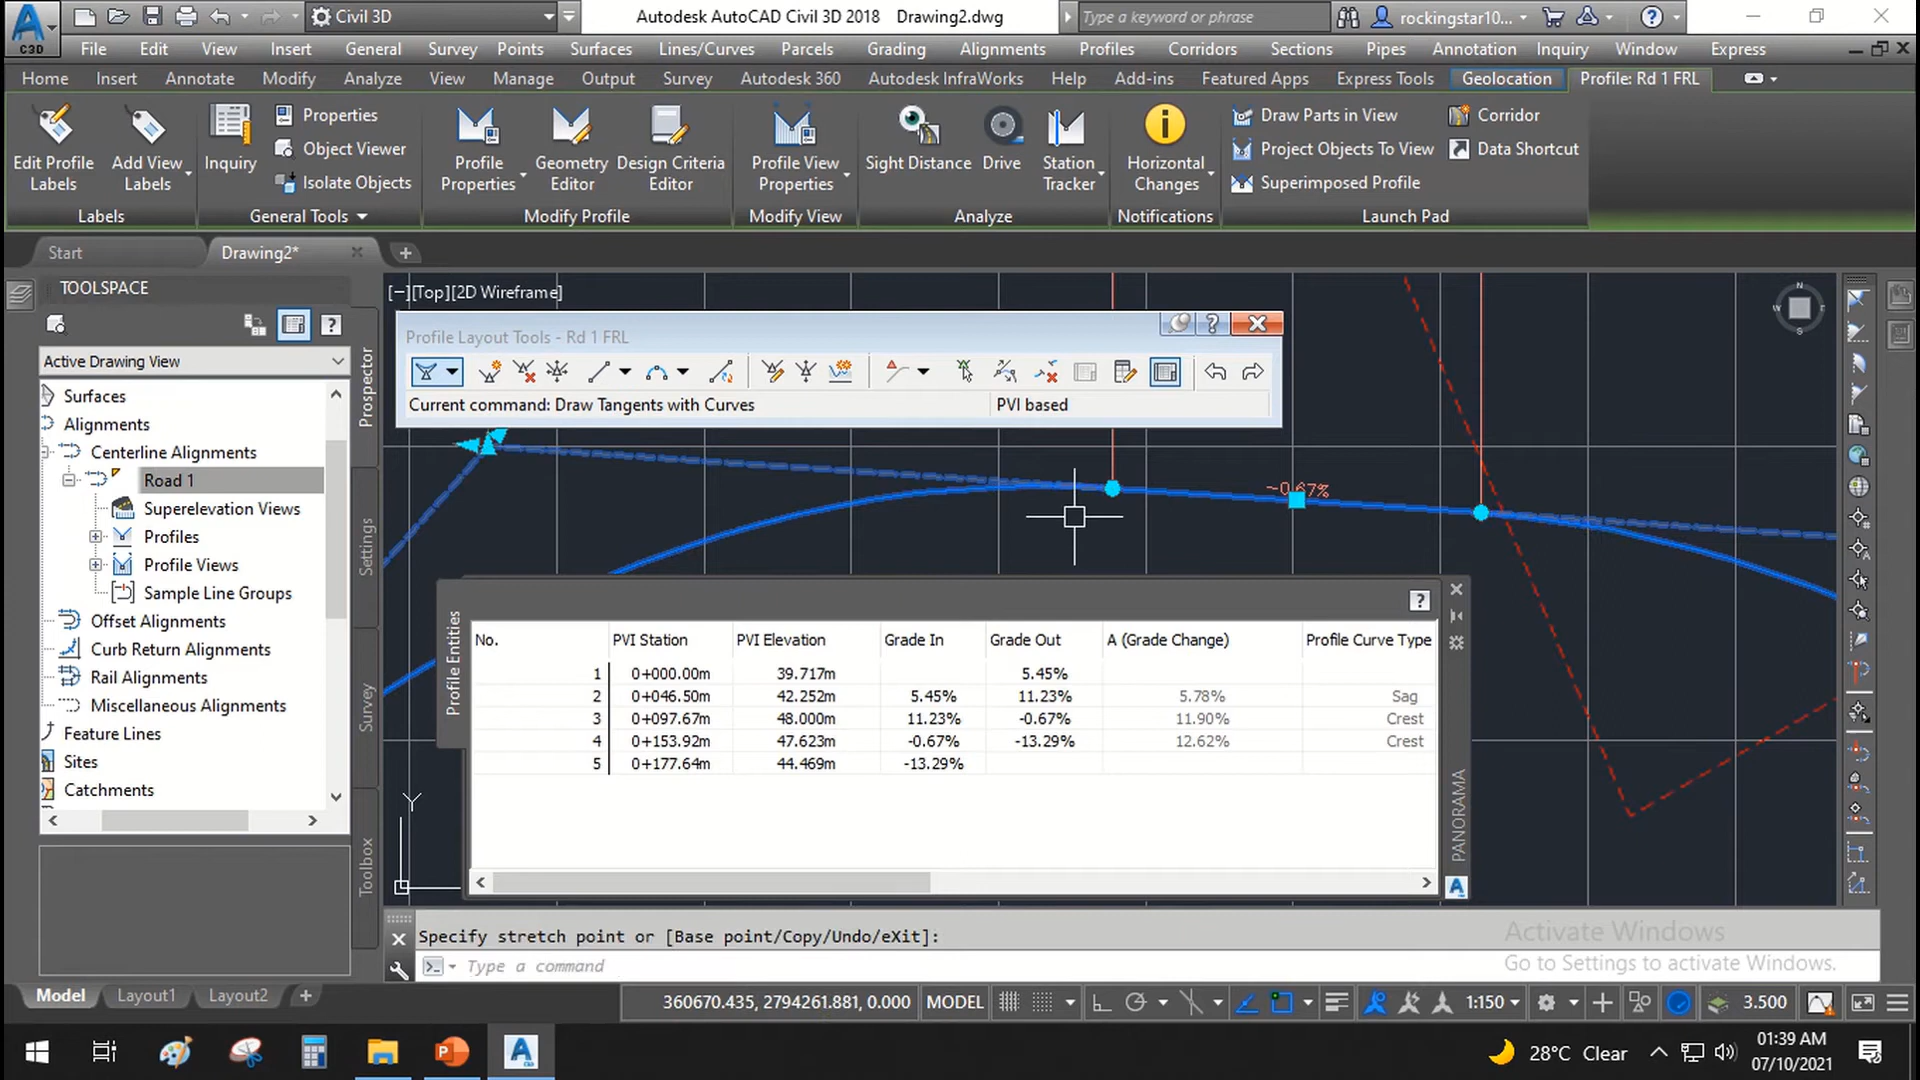 Civil 3D
Autodesk AutoCAD Civil 3D 2018 Drawing2.dwg
Type a keyword or phrase
rockingstar10...
C3D
File Edit View Insert General Survey Points Surfaces Lines/Curves Parcels Grading Alignments Profiles Corridors Sections Pipes Annotation Inquiry Window Express
Home Insert Annotate Modify Analyze View Manage Output Survey Autodesk 360 Autodesk InfraWorks Help Add-ins Featured Apps Express Tools Geolocation Profile: Rd 1 FRL
Edit Profile Labels
Add View Labels
Inquiry
Properties
Object Viewer
Isolate Objects
Profile Properties
Geometry Editor
Design Criteria Editor
Profile View Properties
Sight Distance
Drive
Station Tracker
Horizontal Changes
Draw Parts in View
Project Objects To View
Superimposed Profile
Corridor
Data Shortcut
Labels General Tools Modify Profile Modify View Analyze Notifications Launch Pad
Start Drawing2*
TOOLSPACE
Active Drawing View
Surfaces
Alignments
Centerline Alignments
Road 1
Superelevation Views
Profiles
Profile Views
Sample Line Groups
Offset Alignments
Curb Return Alignments
Rail Alignments
Miscellaneous Alignments
Feature Lines
Sites
Catchments
Prospector
Settings
Survey
Toolbox
[−][Top][2D Wireframe]
N
S
Profile Layout Tools - Rd 1 FRL
Current command: Draw Tangents with Curves PVI based
-0.67%
Profile Entities
No. PVI Station PVI Elevation Grade In Grade Out A (Grade Change) Profile Curve Type
1 0+000.00m 39.717m 5.45%
2 0+046.50m 42.252m 5.45% 11.23% 5.78% Sag
3 0+097.67m 48.000m 11.23% -0.67% 11.90% Crest
4 0+153.92m 47.623m -0.67% -13.29% 12.62% Crest
5 0+177.64m 44.469m -13.29%
PANORAMA
Y
Specify stretch point or [Base point/Copy/Undo/eXit]:
Type a command
Activate Windows
Go to Settings to activate Windows.
Model Layout1 Layout2
360670.435, 2794261.881, 0.000 MODEL 1:150 3.500
28°C Clear
01:39 AM
07/10/2021